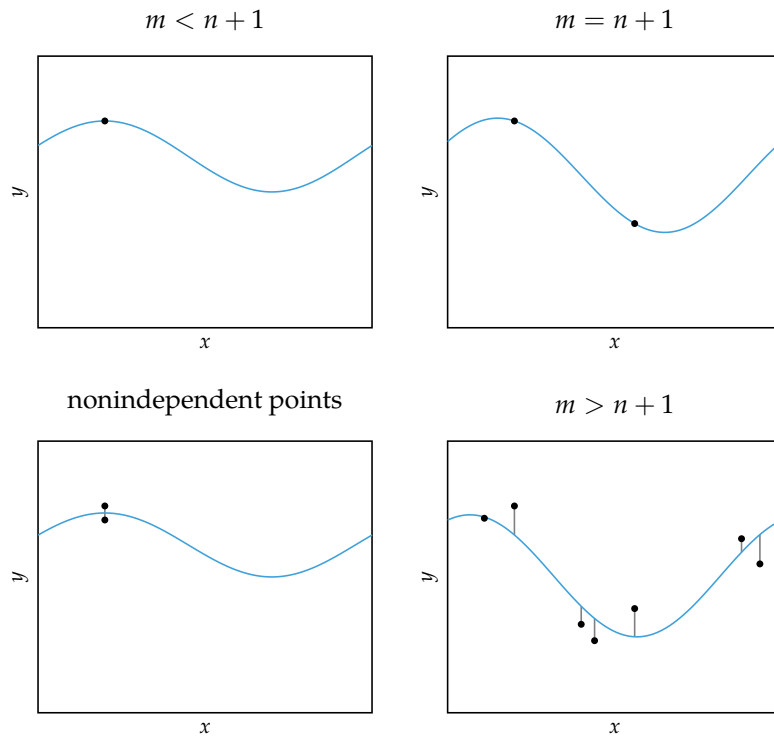 m < n + 1
y
x
m = n + 1
y
x
nonindependent points
y
x
m > n + 1
y
x